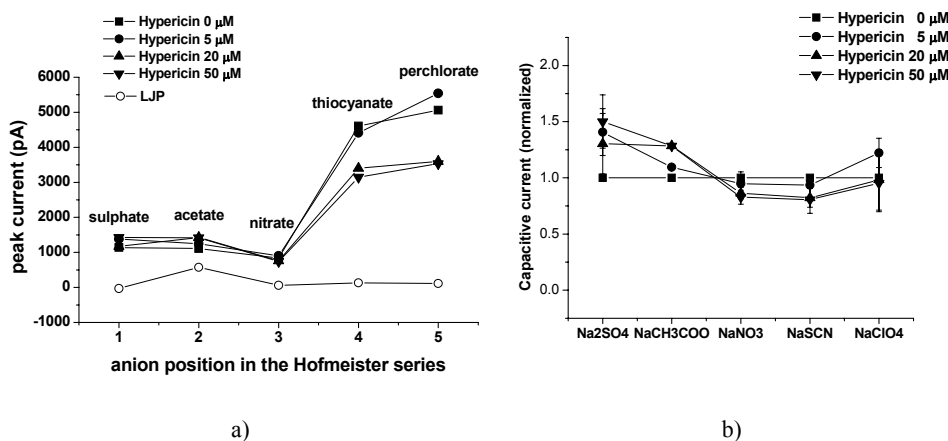 Hypericin 0 μM
Hypericin 5 μM
Hypericin 20 μM
Hypericin 50 μM
LJP
perchlorate
thiocyanate
sulphate
acetate
nitrate
6000
5000
4000
3000
2000
1000
0
-1000
peak current (pA)
1 2 3 4 5
anion position in the Hofmeister series
a)
Hypericin 0 μM
Hypericin 5 μM
Hypericin 20 μM
Hypericin 50 μM
2.0
1.5
1.0
0.5
0.0
Capacitive current (normalized)
Na2SO4 NaCH3COO NaNO3 NaSCN NaClO4
b)